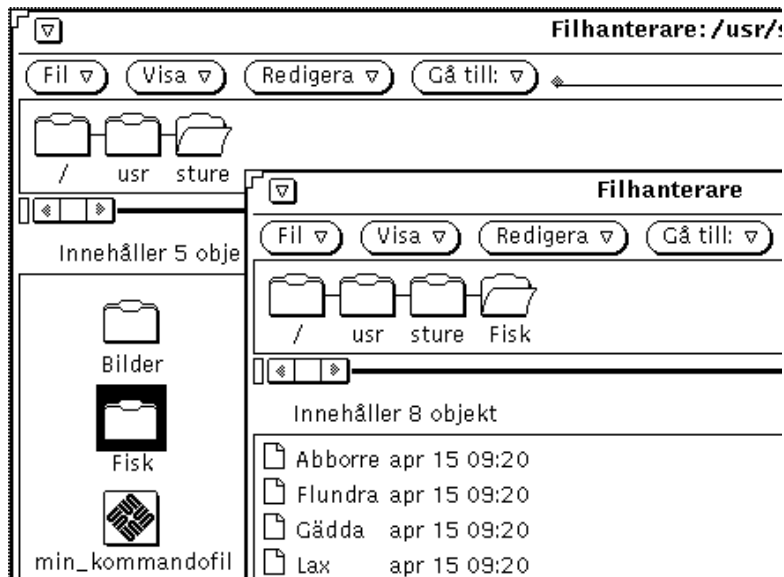 Filhanterare: /usr/s
Fil Visa Redigera Gå till:
/ usr sture
Innehåller 5 obje
Bilder
Fisk
min_kommandofil
Filhanterare
Fil Visa Redigera Gå till:
/ usr sture Fisk
Innehåller 8 objekt
Abborre apr 15 09:20
Flundra apr 15 09:20
Gädda apr 15 09:20
Lax apr 15 09:20